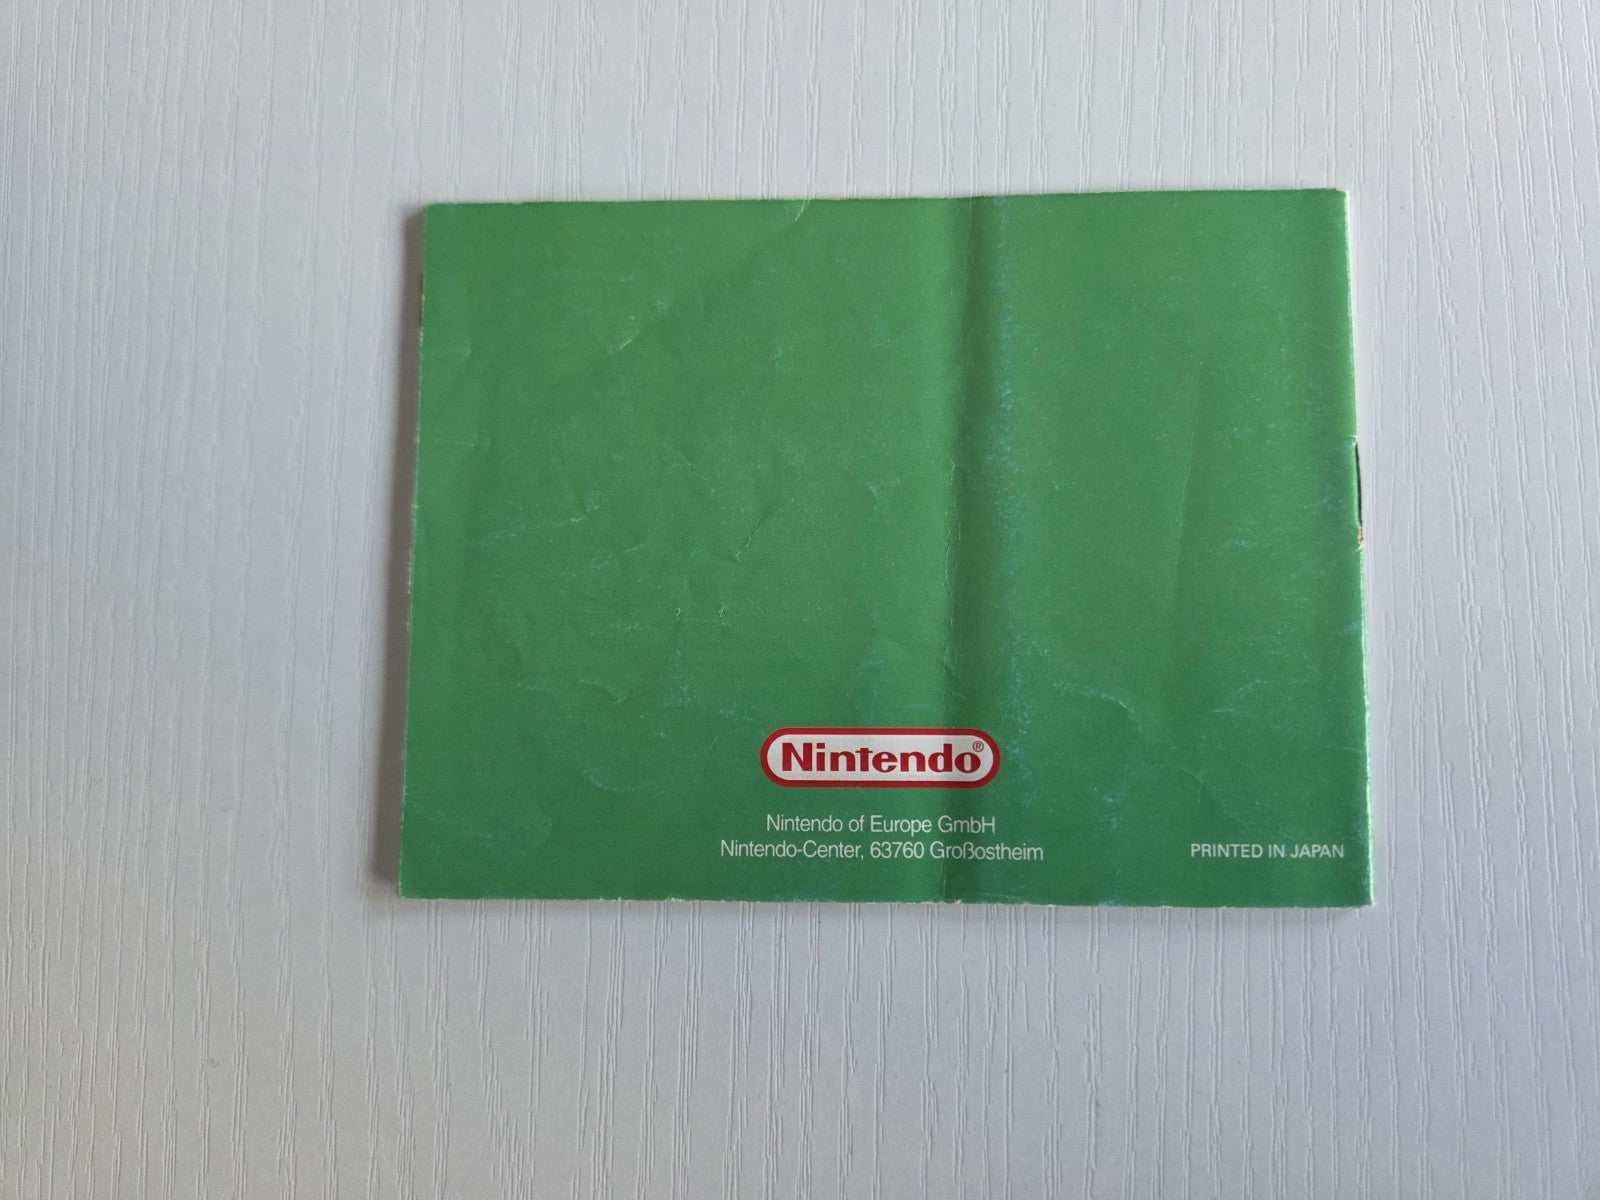 Nintendo®
Nintendo of Europe GmbH
Nintendo-Center, 63760 Großostheim
PRINTED IN JAPAN